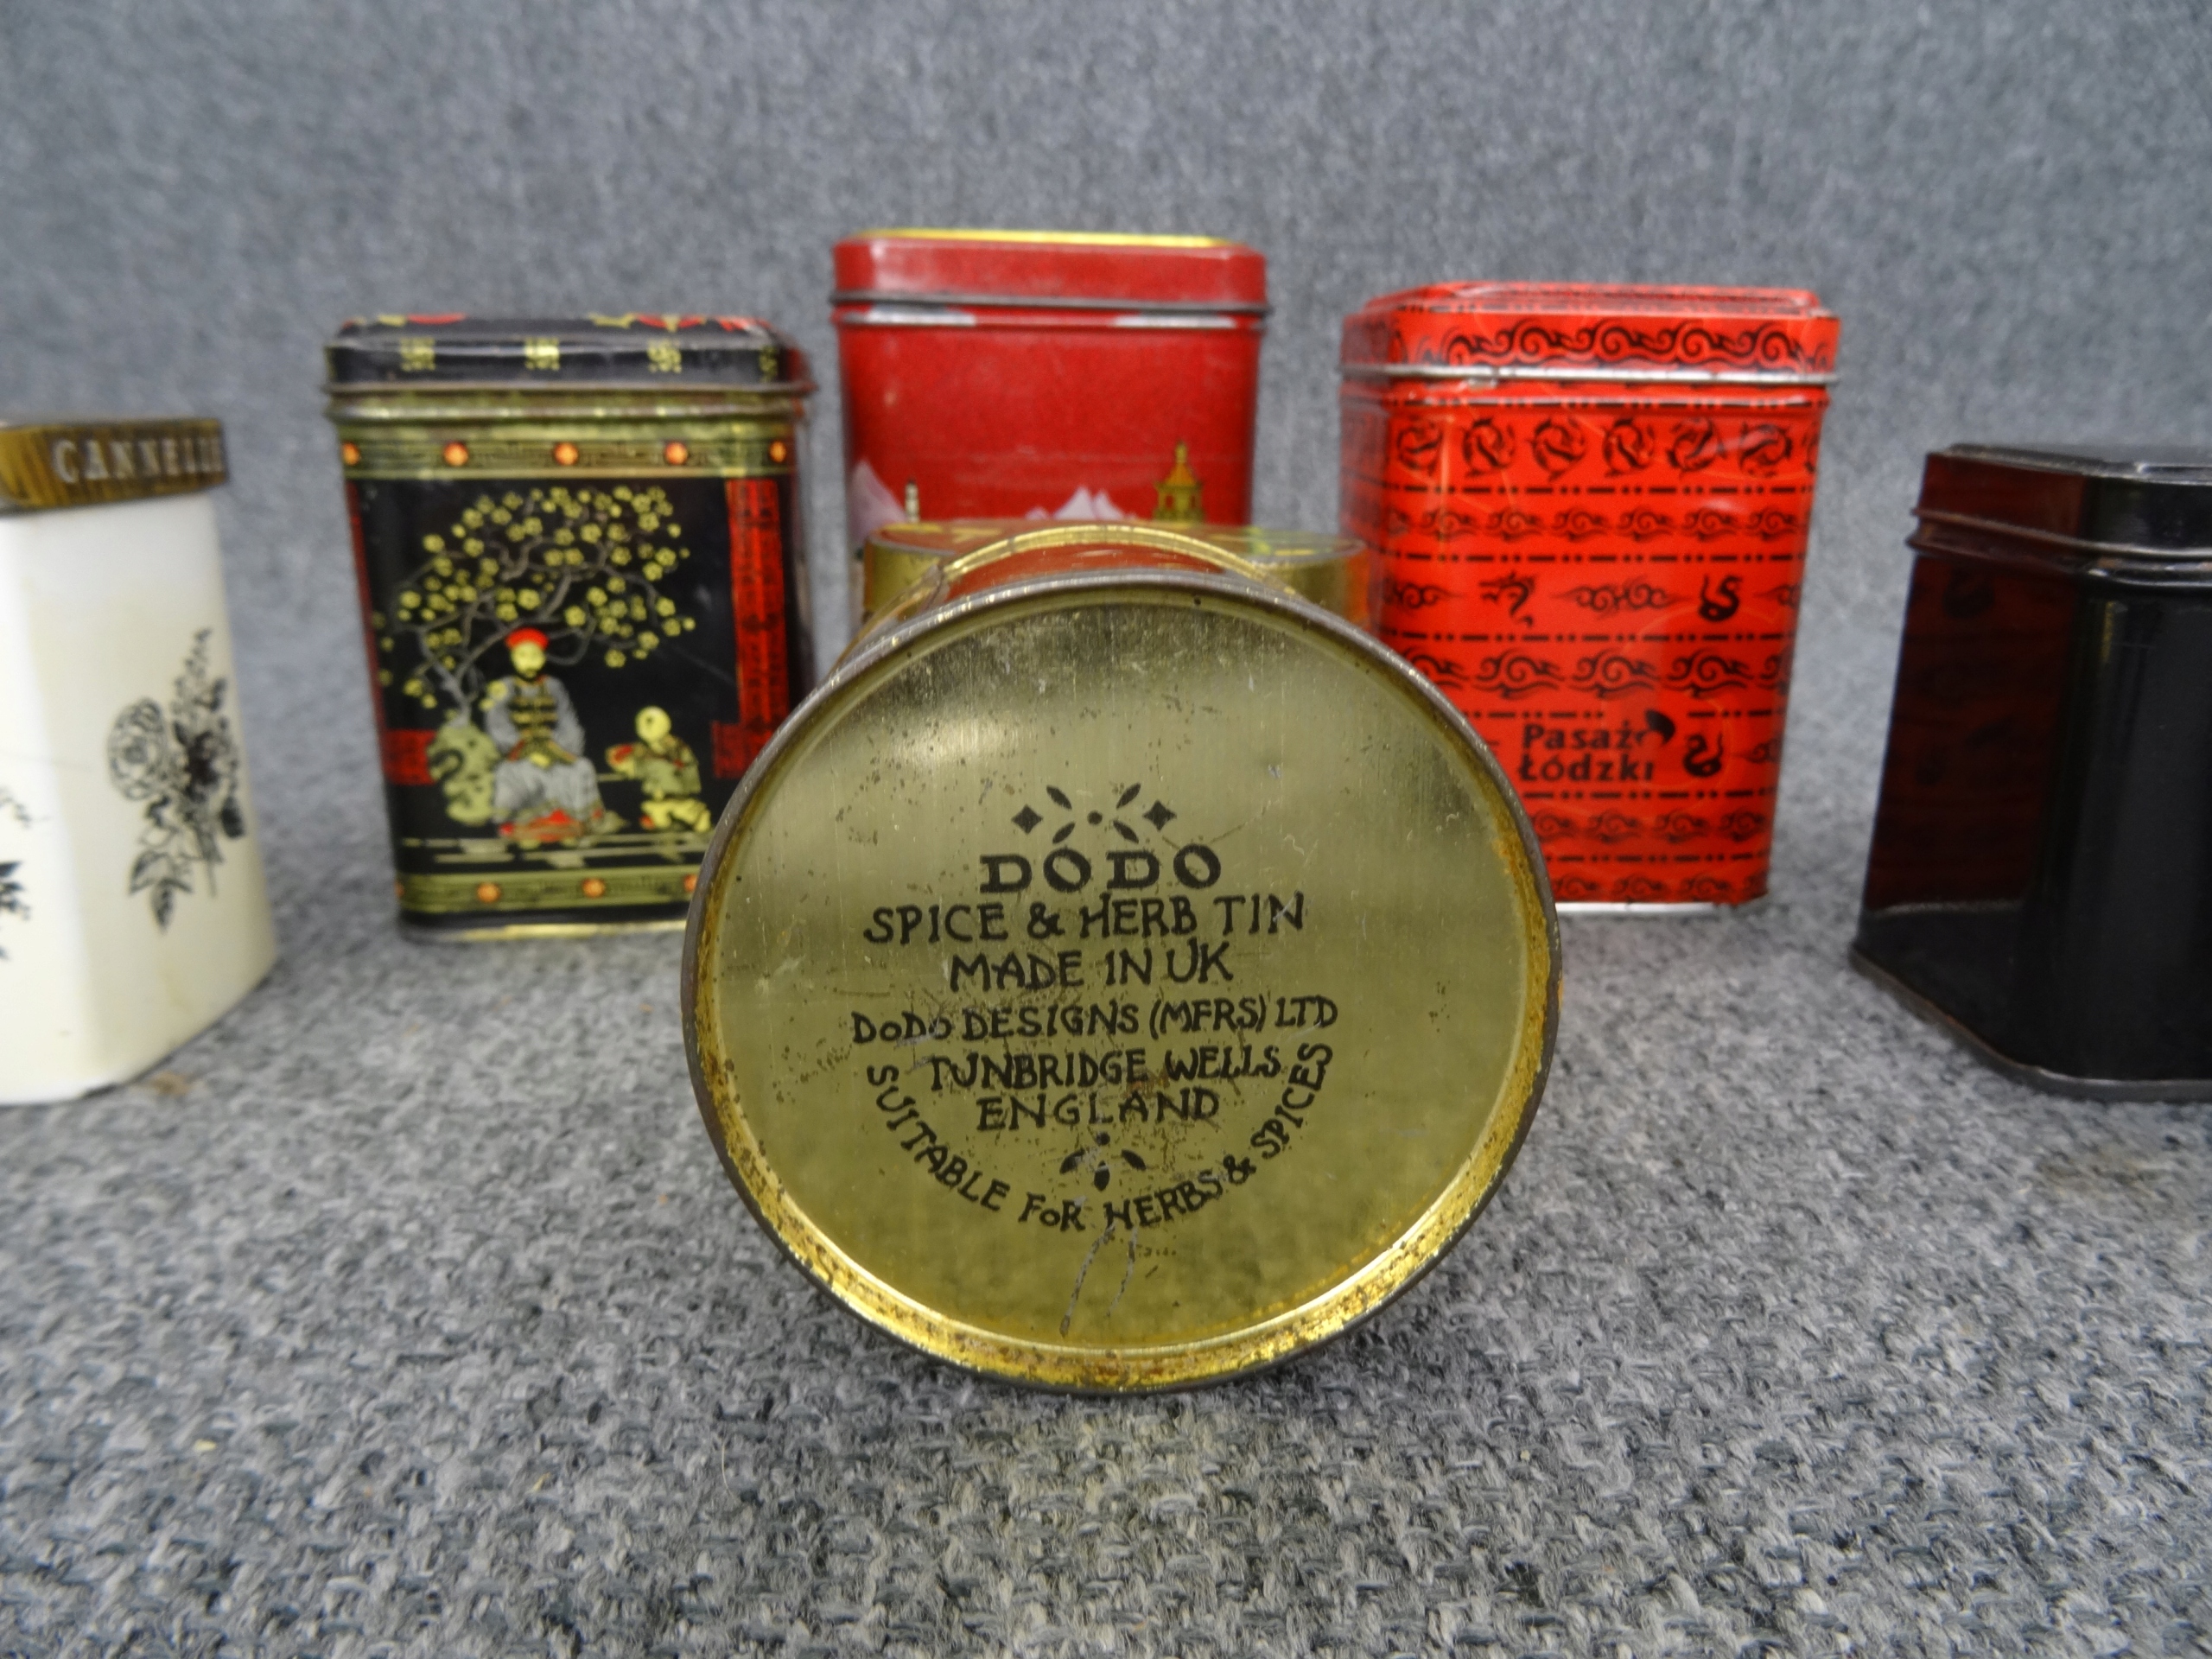 CANNELLE
Pasaż
Łódzki
DODO
SPICE & HERB TIN
MADE IN UK
DoDo DESIGNS (MFRS) LTD
TUNBRIDGE WELLS
ENGLAND
SUITABLE FoR HERBS & SPICES